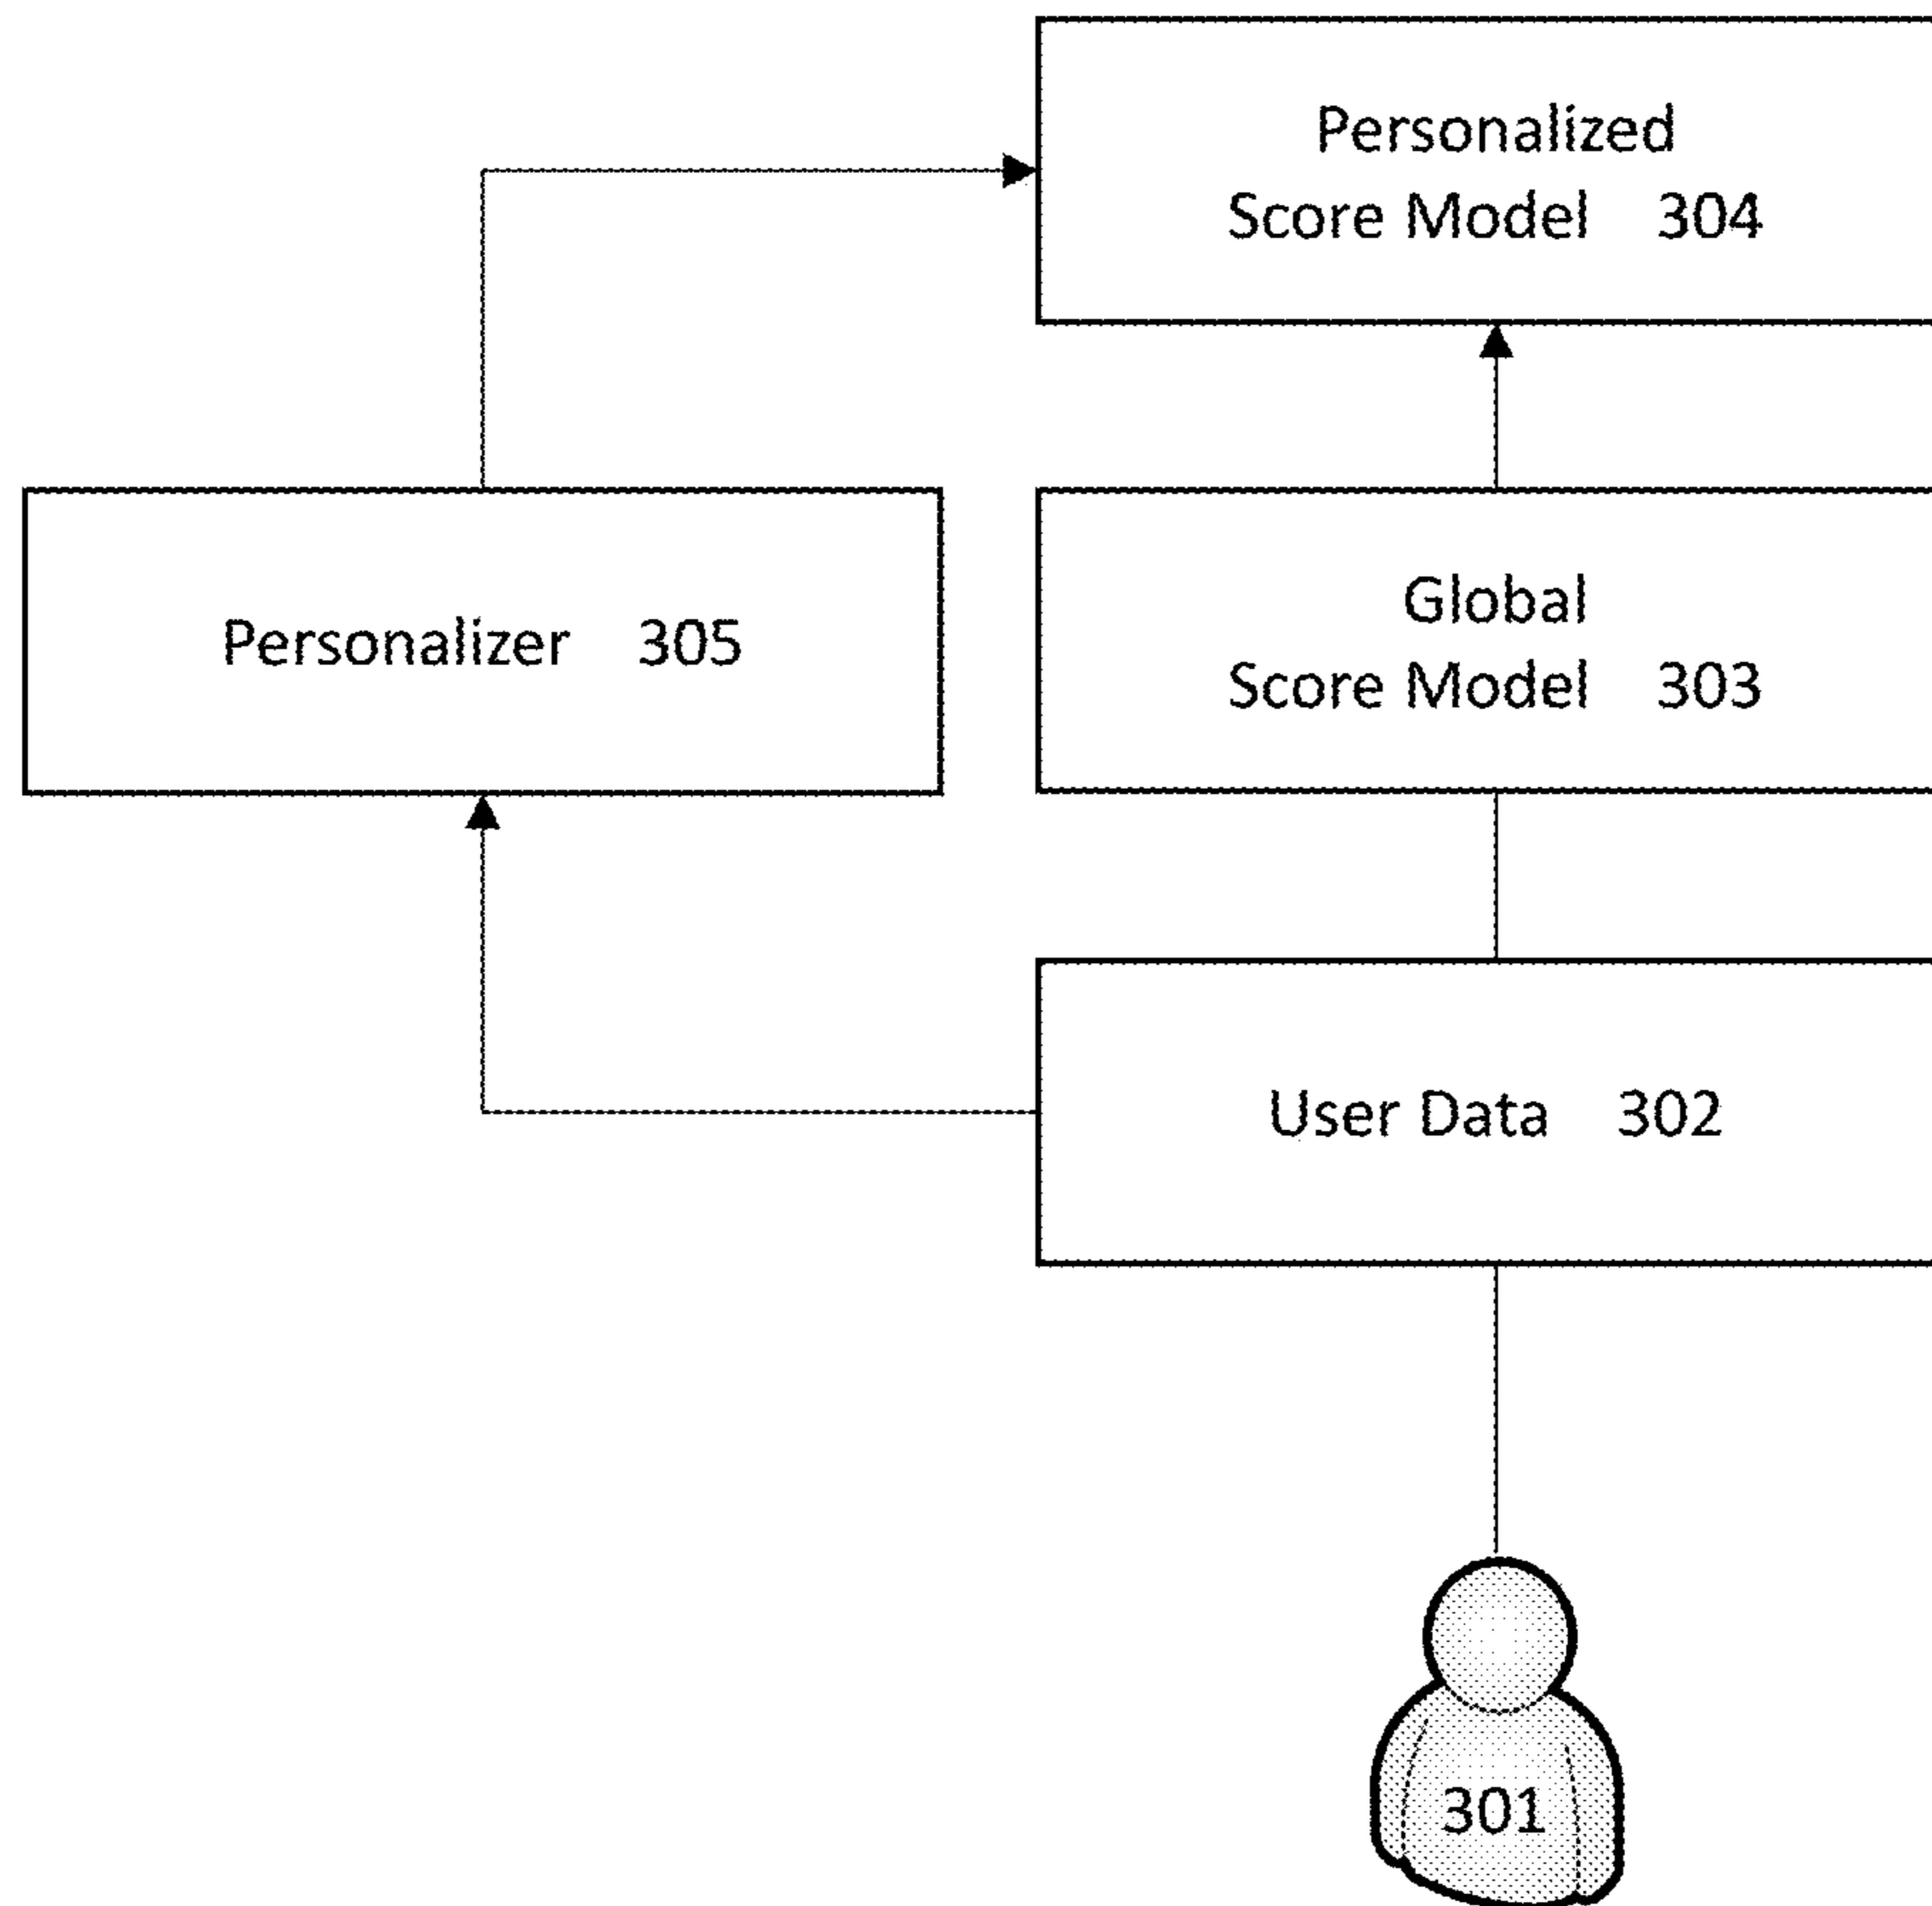 Personalized
Score Model 304
Personalizer 305
Global
Score Model 303
User Data 302
301